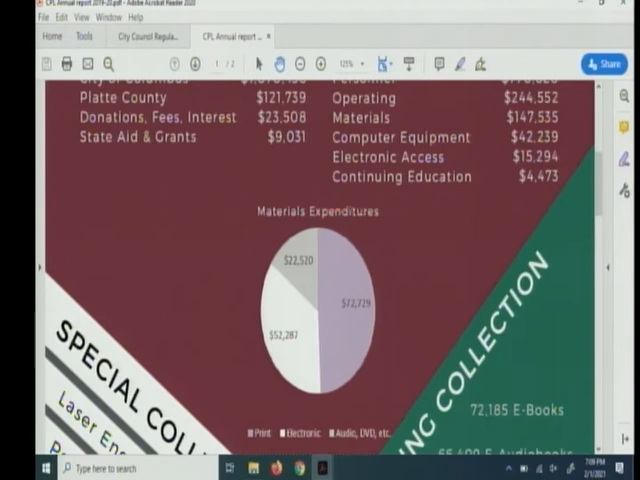 CPL Annual report 2019-20.pdf - Adobe Acrobat Reader 2020
File Edit View Window Help
Home Tools City Council Regula... CPL Annual report ... ×
1 / 2 125% Share
Platte County $121,739
Donations, Fees, Interest $23,508
State Aid & Grants $9,031
Operating $244,552
Materials $147,535
Computer Equipment $42,239
Electronic Access $15,294
Continuing Education $4,473
Materials Expenditures
$22,520
$72,729
$52,287
Print Electronic Audio, DVD, etc.
SPECIAL COLL
Laser En
NG COLLECTION
72,185 E-Books
Type here to search
7:09 PM
2/1/2021